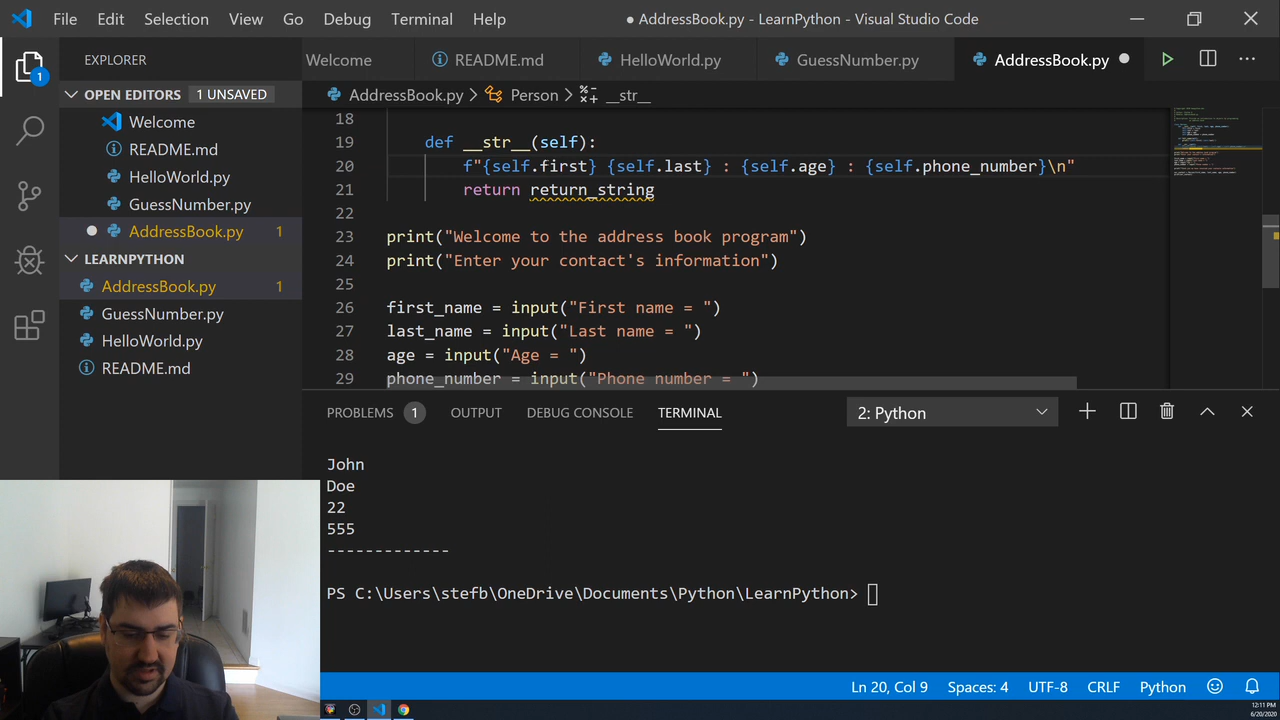 File Edit Selection View Go Debug Terminal Help ● AddressBook.py - LearnPython - Visual Studio Code
EXPLORER
Welcome README.md HelloWorld.py GuessNumber.py AddressBook.py
OPEN EDITORS 1 UNSAVED
AddressBook.py > Person > __str__
Welcome
README.md
HelloWorld.py
GuessNumber.py
AddressBook.py 1
LEARNPYTHON
AddressBook.py 1
GuessNumber.py
HelloWorld.py
README.md
1
18
19 def __str__(self):
20 f"{self.first} {self.last} : {self.age} : {self.phone_number}\n"
21 return return_string
22
23 print("Welcome to the address book program")
24 print("Enter your contact's information")
25
26 first_name = input("First name = ")
27 last_name = input("Last name = ")
28 age = input("Age = ")
29 phone_number = input("Phone number = ")
PROBLEMS 1 OUTPUT DEBUG CONSOLE TERMINAL 2: Python
John
Doe
22
555
-------------
PS C:\Users\stefb\OneDrive\Documents\Python\LearnPython>
Ln 20, Col 9 Spaces: 4 UTF-8 CRLF Python
12:11 PM
6/20/2020